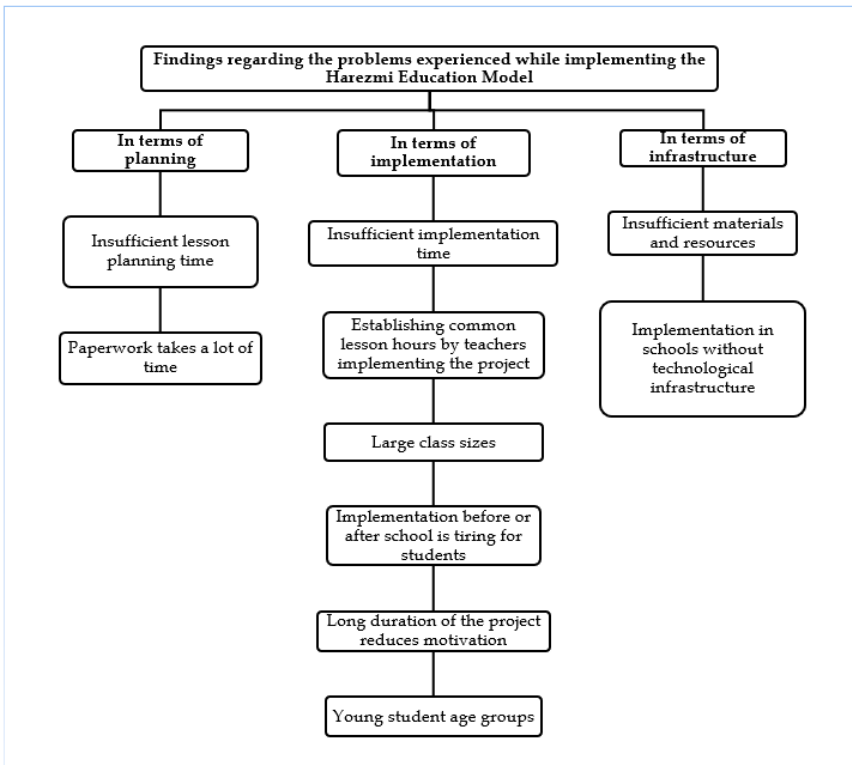 Findings regarding the problems experienced while implementing the
Harezmi Education Model
In terms of
planning
In terms of
implementation
In terms of
infrastructure
Insufficient lesson
planning time
Paperwork takes a lot of
time
Insufficient implementation
time
Establishing common
lesson hours by teachers
implementing the project
Large class sizes
Implementation before or
after school is tiring for
students
Long duration of the project
reduces motivation
Young student age groups
Insufficient materials
and resources
Implementation in
schools without
technological
infrastructure